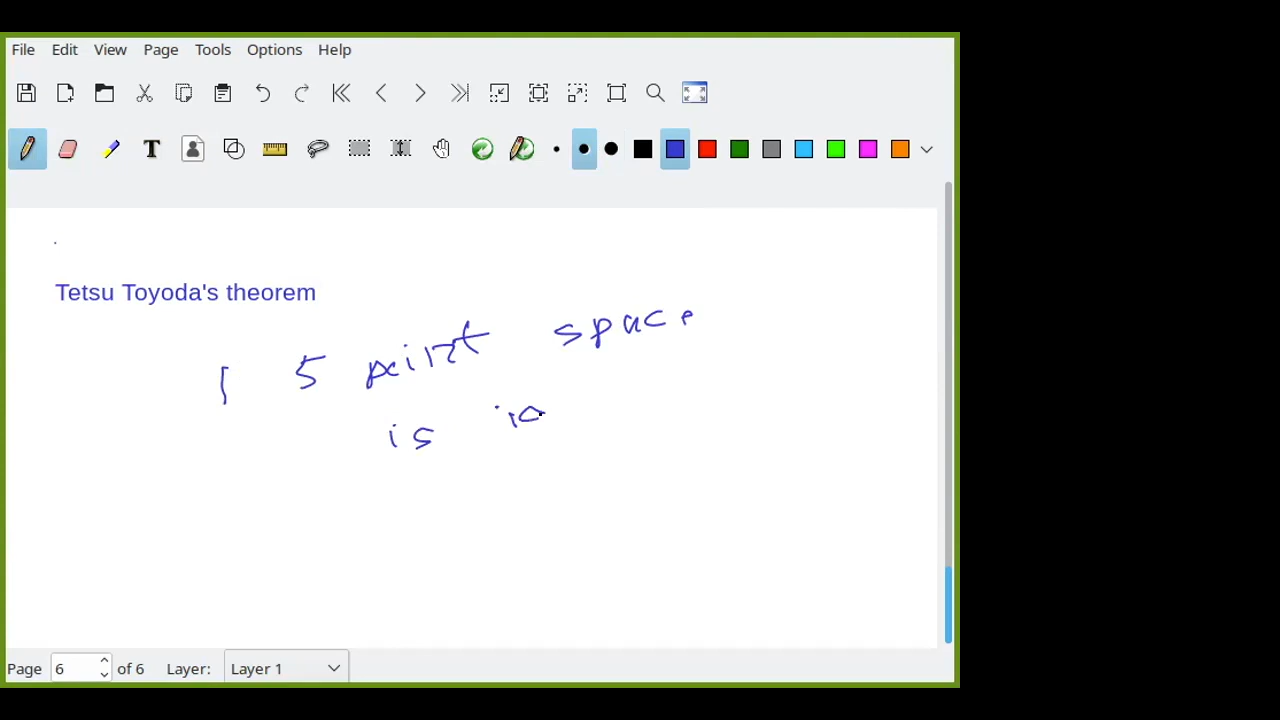 File Edit View Page Tools Options Help
T
Tetsu Toyoda's theorem
5 point space
is
Page 6 of 6 Layer: Layer 1